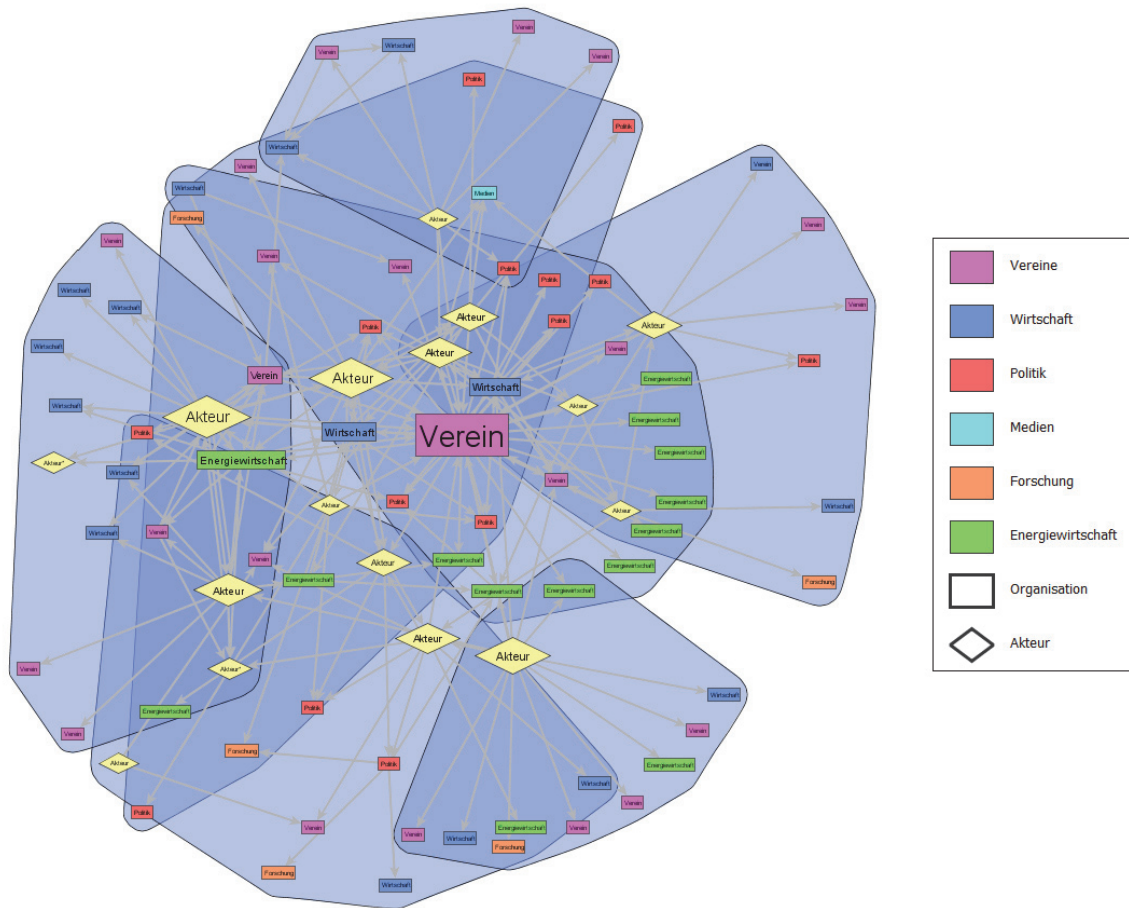 Verein
Wirtschaft
Verein
Verein
Politik
Politik
Wirtschaft
Verein
Verein
Wirtschaft
Medien
Forschung
Akteur
Verein
Verein
Wirtschaft
Verein
Verein
Politik
Politik
Politik
Wirtschaft
Wirtschaft
Verein
Akteur
Politik
Politik
Akteur
Wirtschaft
Verein
Akteur
Politik
Verein
Akteur
Energiewirtschaft
Wirtschaft
Wirtschaft
Akteur
Akteur
Energiewirtschaft
Politik
Wirtschaft
Verein
Energiewirtschaft
Akteur*
Energiewirtschaft
Wirtschaft
Verein
Politik
Akteur
Energiewirtschaft
Wirtschaft
Akteur
Politik
Wirtschaft
Verein
Energiewirtschaft
Verein
Akteur
Energiewirtschaft
Energiewirtschaft
Energiewirtschaft
Forschung
Akteur
Energiewirtschaft
Energiewirtschaft
Akteur
Akteur
Verein
Akteur*
Wirtschaft
Energiewirtschaft
Politik
Verein
Verein
Forschung
Akteur
Politik
Energiewirtschaft
Wirtschaft
Verein
Politik
Verein
Verein
Wirtschaft
Energiewirtschaft
Verein
Forschung
Forschung
Wirtschaft
Vereine
Wirtschaft
Politik
Medien
Forschung
Energiewirtschaft
Organisation
Akteur